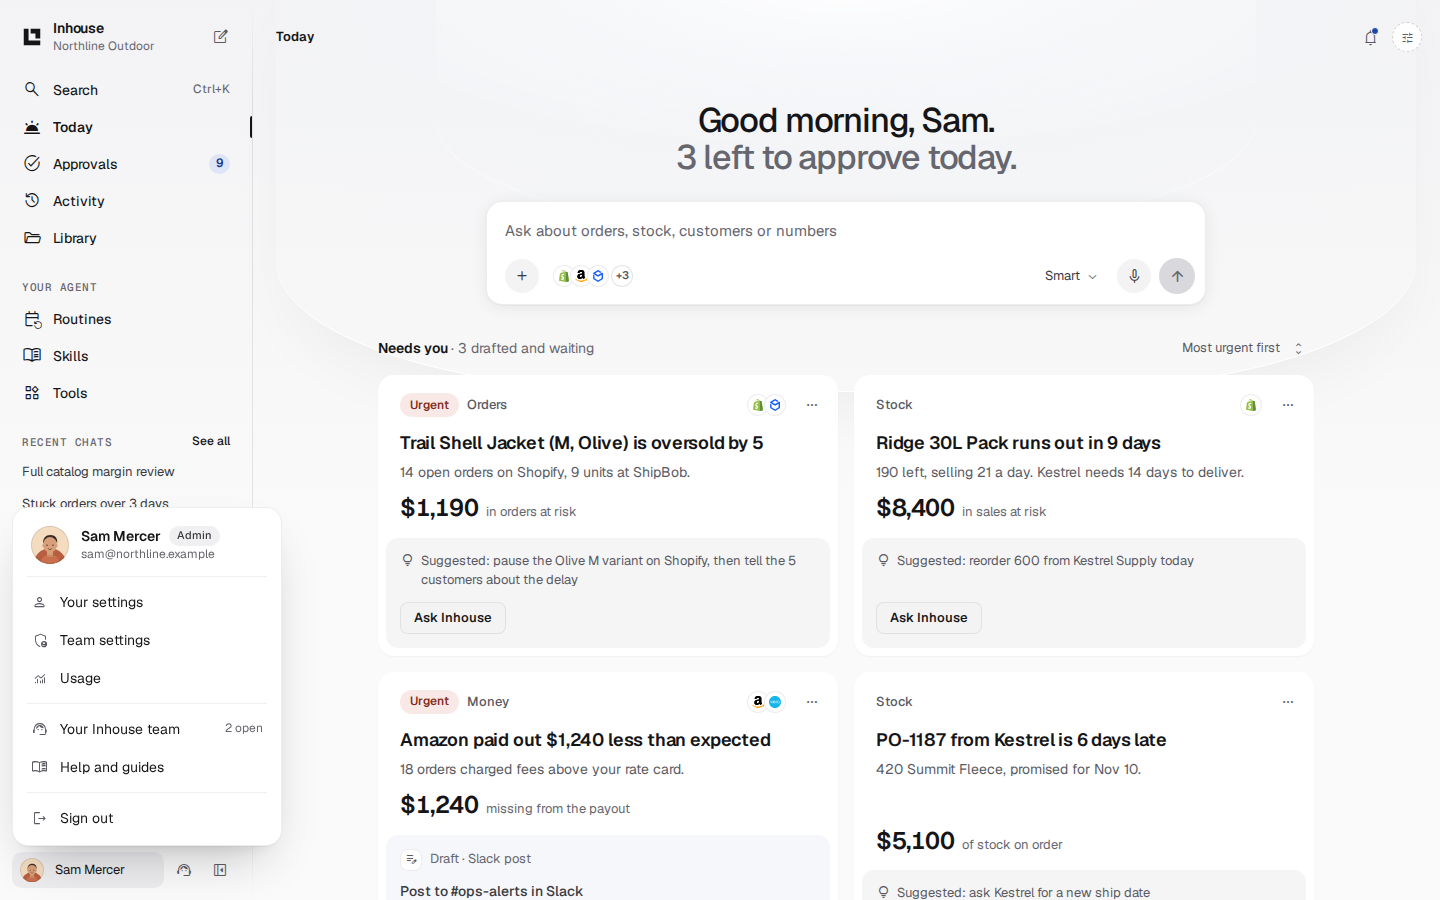 Inhouse
Northline Outdoor
Search Ctrl+K
Today
Approvals 9
Activity
Library
YOUR AGENT
Routines
Skills
Tools
RECENT CHATS See all
Full catalog margin review
Stuck orders over 3 days
Sam Mercer Admin
sam@northline.example
Your settings
Team settings
Usage
Your Inhouse team 2 open
Help and guides
Sign out
Sam Mercer
Today
Good morning, Sam.
3 left to approve today.
Ask about orders, stock, customers or numbers
+3 Smart
Needs you · 3 drafted and waiting Most urgent first
Urgent Orders
Trail Shell Jacket (M, Olive) is oversold by 5
14 open orders on Shopify, 9 units at ShipBob.
$1,190 in orders at risk
Suggested: pause the Olive M variant on Shopify, then tell the 5
customers about the delay
Ask Inhouse
Stock
Ridge 30L Pack runs out in 9 days
190 left, selling 21 a day. Kestrel needs 14 days to deliver.
$8,400 in sales at risk
Suggested: reorder 600 from Kestrel Supply today
Ask Inhouse
Urgent Money
Amazon paid out $1,240 less than expected
18 orders charged fees above your rate card.
$1,240 missing from the payout
Draft · Slack post
Post to #ops-alerts in Slack
Stock
PO-1187 from Kestrel is 6 days late
420 Summit Fleece, promised for Nov 10.
$5,100 of stock on order
Suggested: ask Kestrel for a new ship date